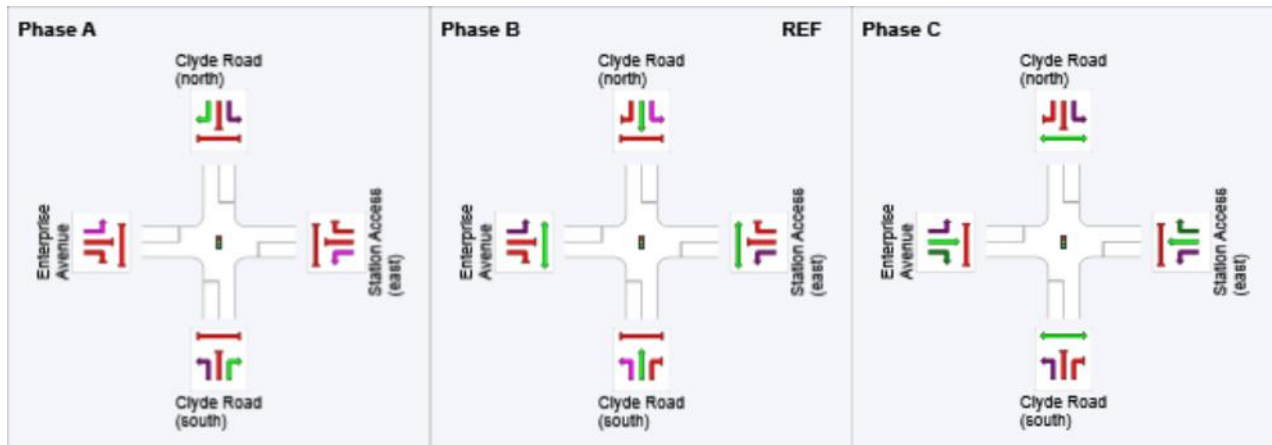 Phase A
Clyde Road
(north)
Enterprise
Avenue
Station Access
(east)
Clyde Road
(south)
Phase B
REF
Clyde Road
(north)
Enterprise
Avenue
Station Access
(east)
Clyde Road
(south)
Phase C
Clyde Road
(north)
Enterprise
Avenue
Station Access
(east)
Clyde Road
(south)